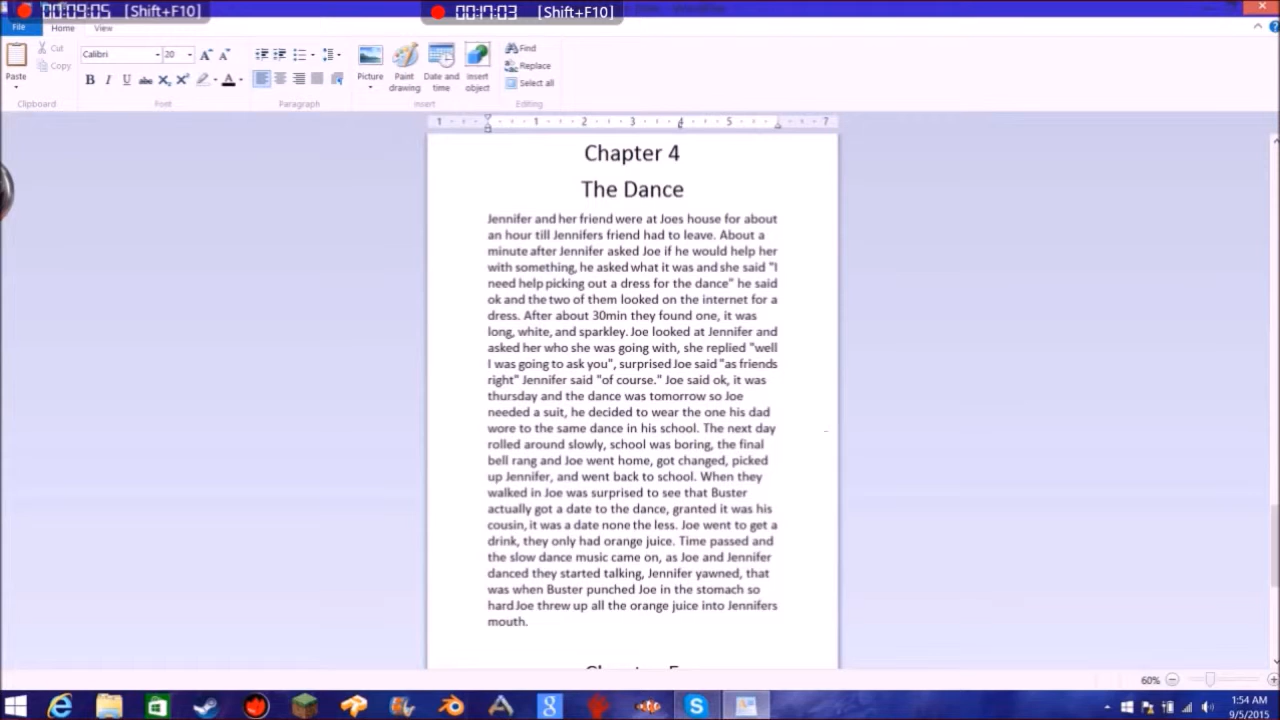 00:09:05 [Shift+F10] 00:17:03 [Shift+F10]
File Home View
Paste Cut Copy Calibri 20 Picture Paint drawing Date and time Insert object Find Replace Select all
Clipboard Font Paragraph Insert Editing
1 1 2 3 4 5 7
Chapter 4
The Dance
Jennifer and her friend were at Joes house for about
an hour till Jennifers friend had to leave. About a
minute after Jennifer asked Joe if he would help her
with something, he asked what it was and she said "I
need help picking out a dress for the dance" he said
ok and the two of them looked on the internet for a
dress. After about 30min they found one, it was
long, white, and sparkley. Joe looked at Jennifer and
asked her who she was going with, she replied "well
I was going to ask you", surprised Joe said "as friends
right" Jennifer said "of course." Joe said ok, it was
thursday and the dance was tomorrow so Joe
needed a suit, he decided to wear the one his dad
wore to the same dance in his school. The next day
rolled around slowly, school was boring, the final
bell rang and Joe went home, got changed, picked
up Jennifer, and went back to school. When they
walked in Joe was surprised to see that Buster
actually got a date to the dance, granted it was his
cousin, it was a date none the less. Joe went to get a
drink, they only had orange juice. Time passed and
the slow dance music came on, as Joe and Jennifer
danced they started talking, Jennifer yawned, that
was when Buster punched Joe in the stomach so
hard Joe threw up all the orange juice into Jennifers
mouth.
60%
1:54 AM
9/5/2015